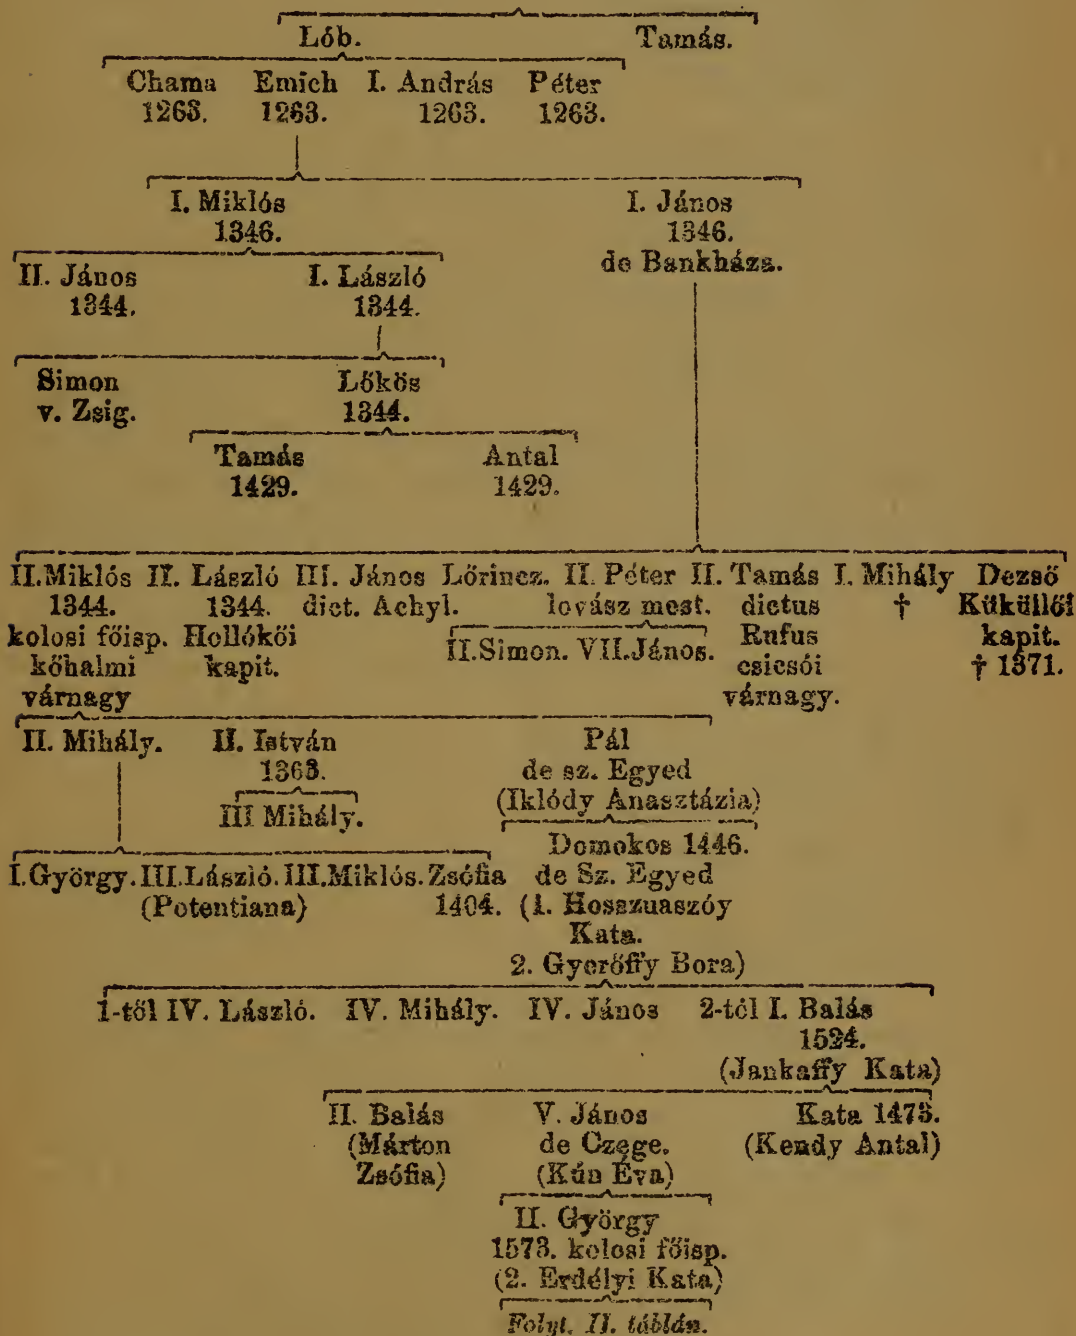 Lób. Tamás.
Chama Emich I. András Péter
1263. 1263. 1263. 1263.
I. Miklós I. János
1346. 1346.
de Bankháza.
II. János I. László
1344. 1344.
Simon Lőkös
v. Zsig. 1344.
Tamás Antal
1429. 1429.
II.Miklós II. László III. János Lőrincz. II. Péter II. Tamás I. Mihály Dezső
1344. 1344. dict. Achyl. lovász mest. dictus † Küküllői
kolosi főisp. Hollókői Rufus kapit.
kőhalmi kapit. II.Simon. VII.János. csicsói † 1371.
várnagy várnagy.
II. Mihály. II. István Pál
1363. de sz. Egyed
III Mihály. (Iklódy Anasztázia)
Domokos 1446.
I.György. III.László. III.Miklós. Zsófia de Sz. Egyed
(Potentiana) 1404. (1. Hosszuaszóy
Kata.
2. Gyerőffy Bora)
1-től IV. László. IV. Mihály. IV. János 2-tól I. Balás
1524.
(Jankaffy Kata)
II. Balás V. János Kata 1473.
(Márton de Czege. (Kendy Antal)
Zsófia) (Kún Éva)
II. György
1573. kolosi főisp.
(2. Erdélyi Kata)
Folyt. II. táblán.